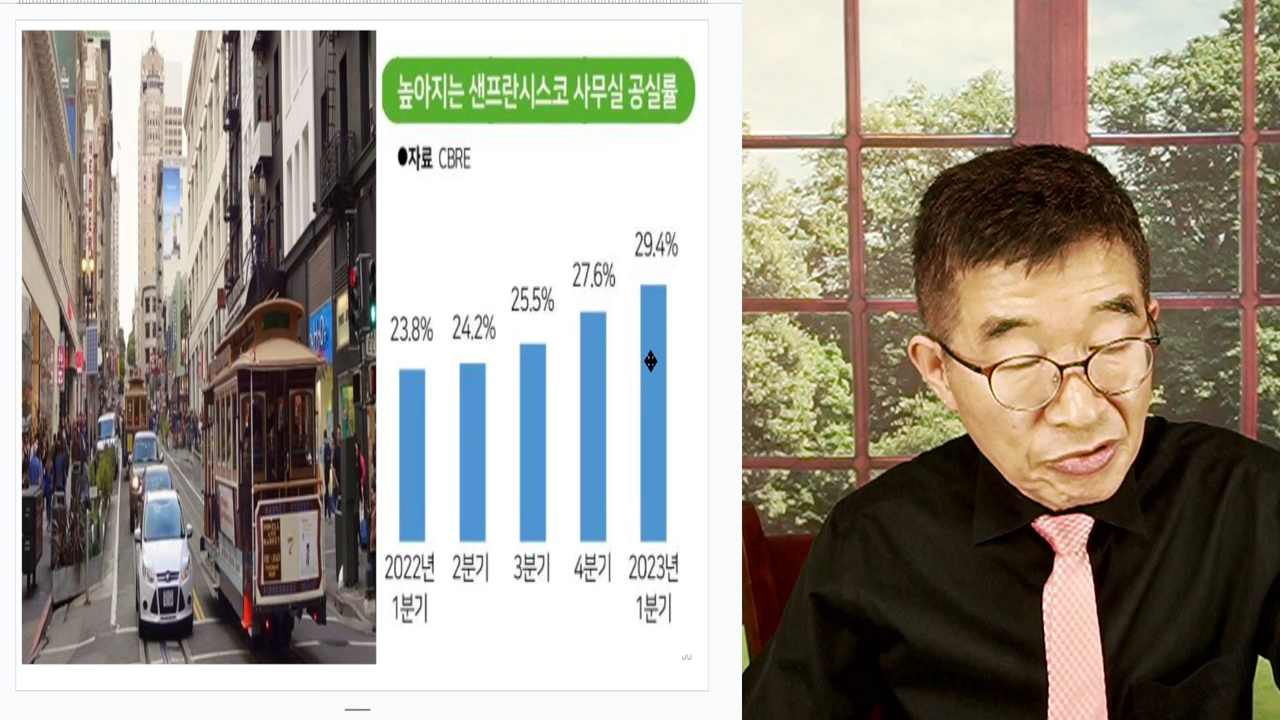 높아지는 샌프란시스코 사무실 공실률
●자료 CBRE
23.8%
24.2%
25.5%
27.6%
29.4%
2022년
1분기
2분기
3분기
4분기
2023년
1분기